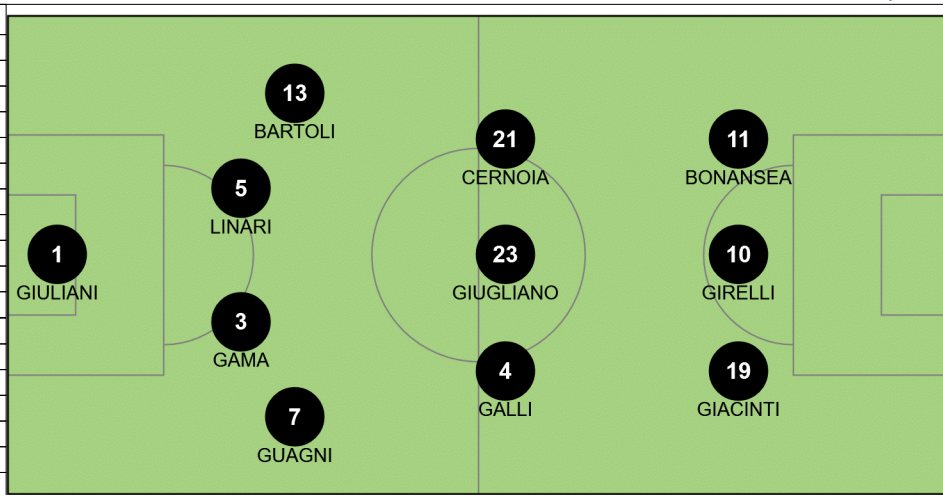 13
BARTOLI
21
CERNOIA
11
BONANSEA
5
LINARI
1
GIULIANI
23
GIUGLIANO
10
GIRELLI
3
GAMA
4
GALLI
19
GIACINTI
7
GUAGNI